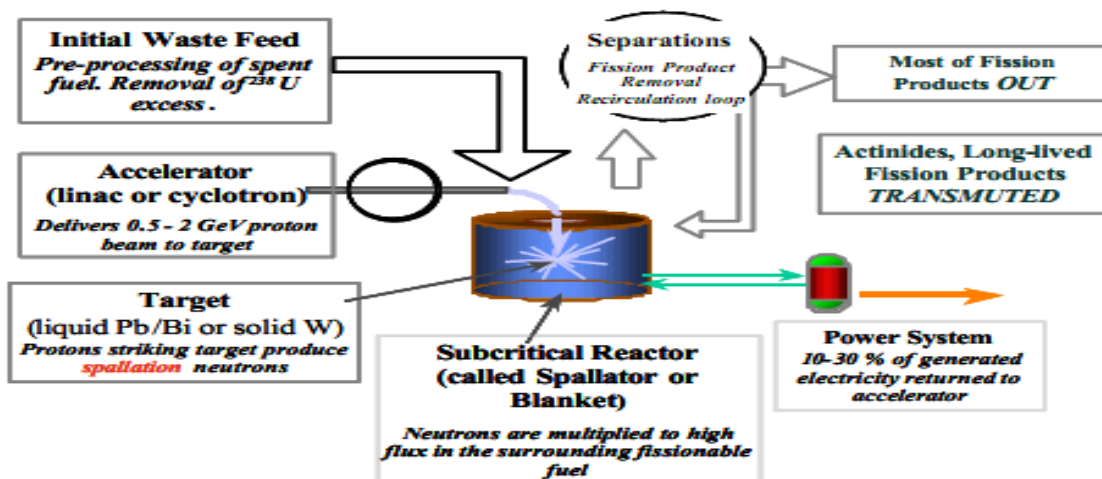 Initial Waste Feed
Pre-processing of spent
fuel. Removal of ²³⁸ U
excess .
Separations
Fission Product
Removal
Recirculation loop
Most of Fission
Products OUT
Accelerator
(linac or cyclotron)
Delivers 0.5 - 2 GeV proton
beam to target
Actinides, Long-lived
Fission Products
TRANSMUTED
Target
(liquid Pb/Bi or solid W)
Protons striking target produce
spallation neutrons
Subcritical Reactor
(called Spallator or
Blanket)
Neutrons are multiplied to high
flux in the surrounding fissionable
fuel
Power System
10-30 % of generated
electricity returned to
accelerator